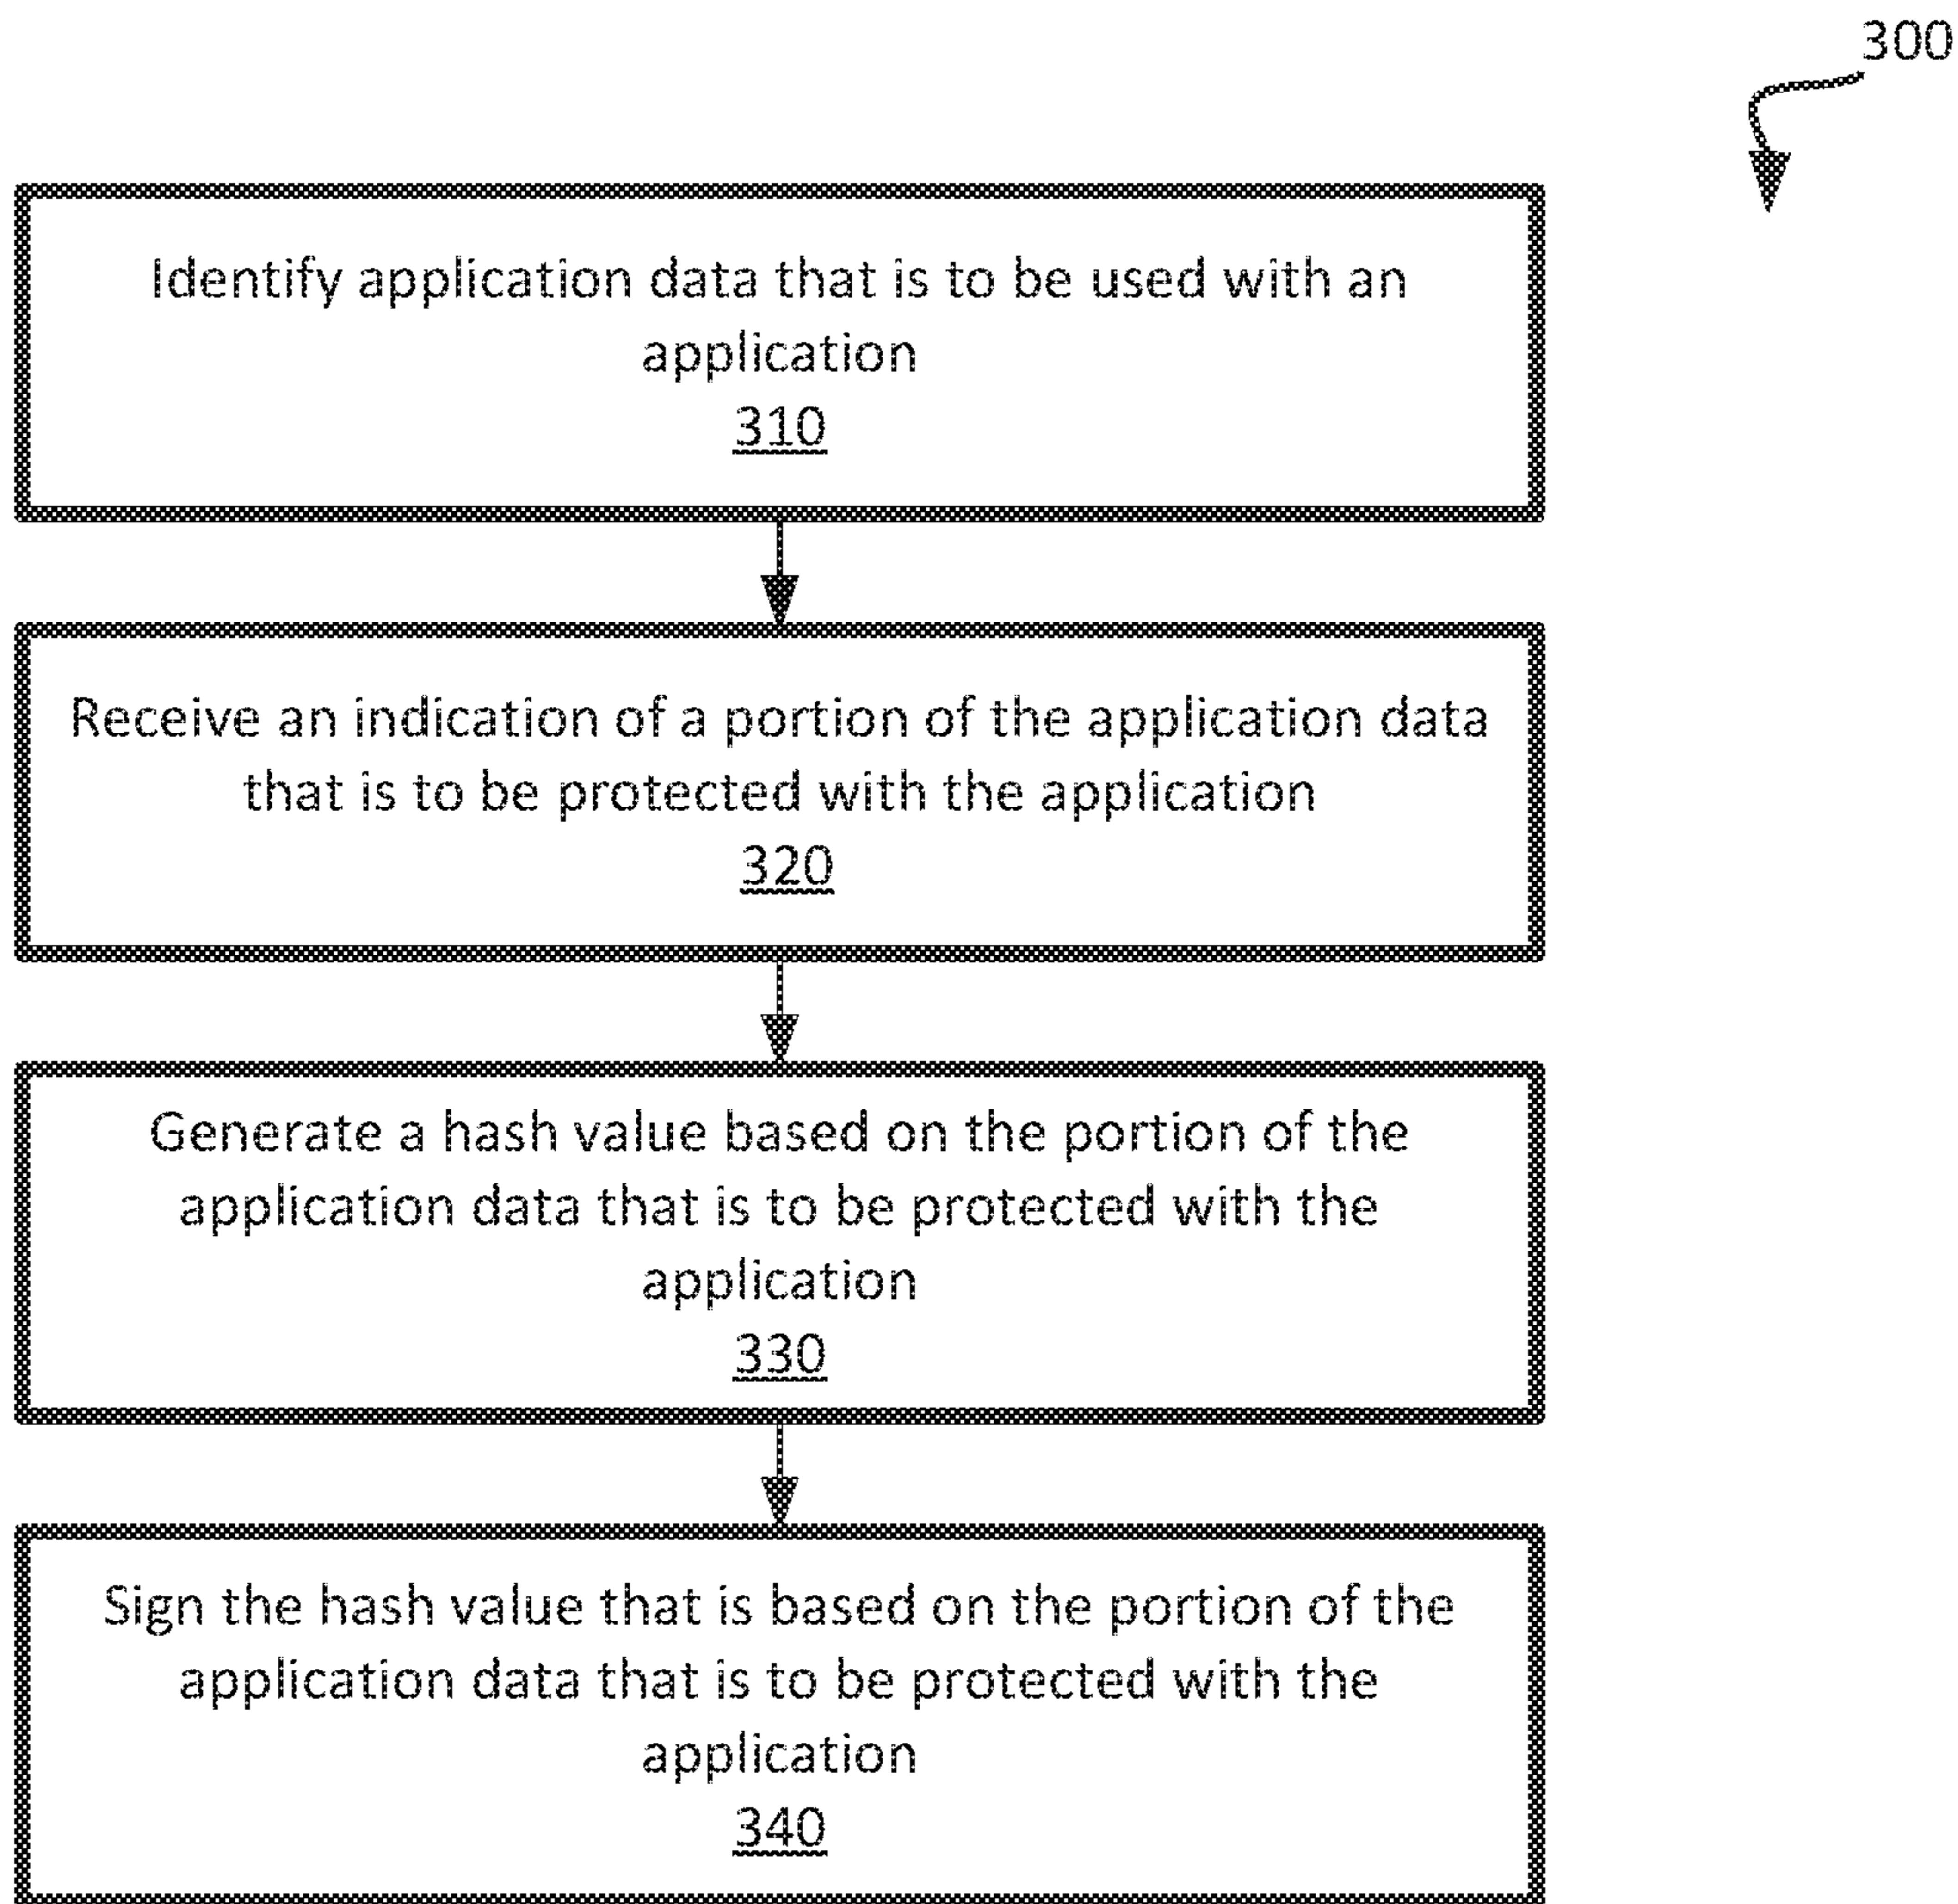 300
Identify application data that is to be used with an
application
310
Receive an indication of a portion of the application data
that is to be protected with the application
320
Generate a hash value based on the portion of the
application data that is to be protected with the
application
330
Sign the hash value that is based on the portion of the
application data that is to be protected with the
application
340